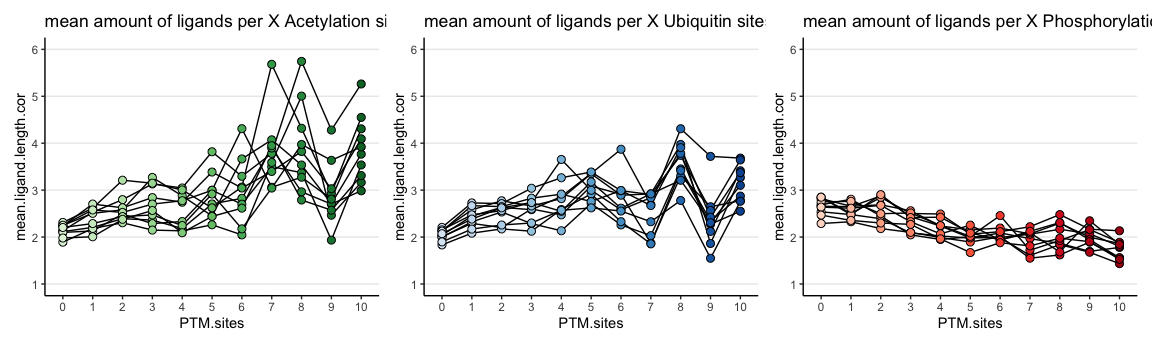 mean amount of ligands per X Acetylation si
6
5
4
3
2
1
mean.ligand.length.cor
0 1 2 3 4 5 6 7 8 9 10
PTM.sites
mean amount of ligands per X Ubiquitin sites
6
5
4
3
2
1
mean.ligand.length.cor
0 1 2 3 4 5 6 7 8 9 10
PTM.sites
mean amount of ligands per X Phosphorylatio
6
5
4
3
2
1
mean.ligand.length.cor
0 1 2 3 4 5 6 7 8 9 10
PTM.sites